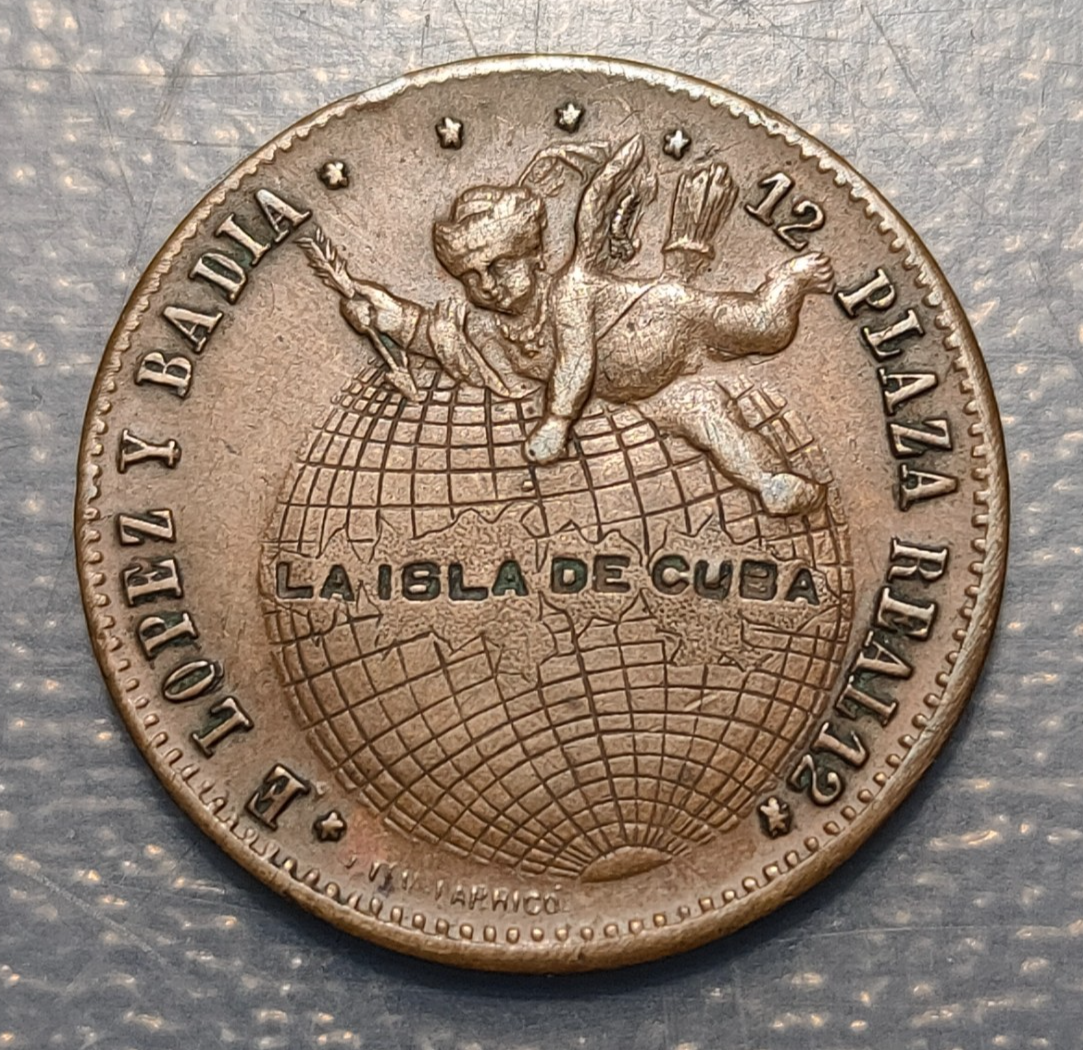 E LOPEZ Y BADIA
12 PLAZA REAL 12
LA ISLA DE CUBA